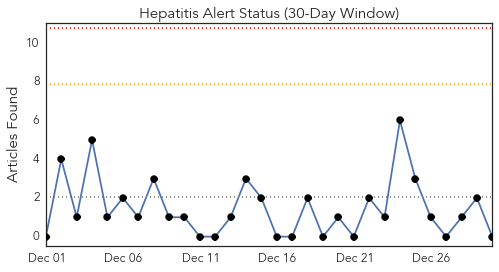 Hepatitis Alert Status (30-Day Window)
Articles Found
10
8
6
4
2
0
Dec 01 Dec 06 Dec 11 Dec 16 Dec 21 Dec 26